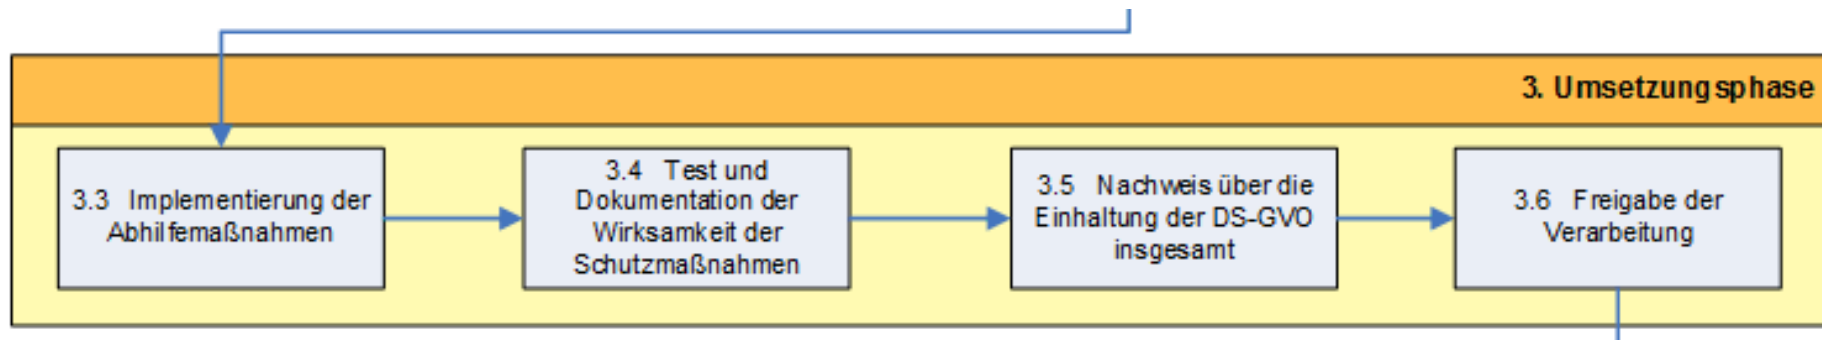 3. Umsetzungsphase
3.3 Implementierung der
Abhilfemaßnahmen
3.4 Test und
Dokumentation der
Wirksamkeit der
Schutzmaßnahmen
3.5 Nachweis über die
Einhaltung der DS-GVO
insgesamt
3.6 Freigabe der
Verarbeitung